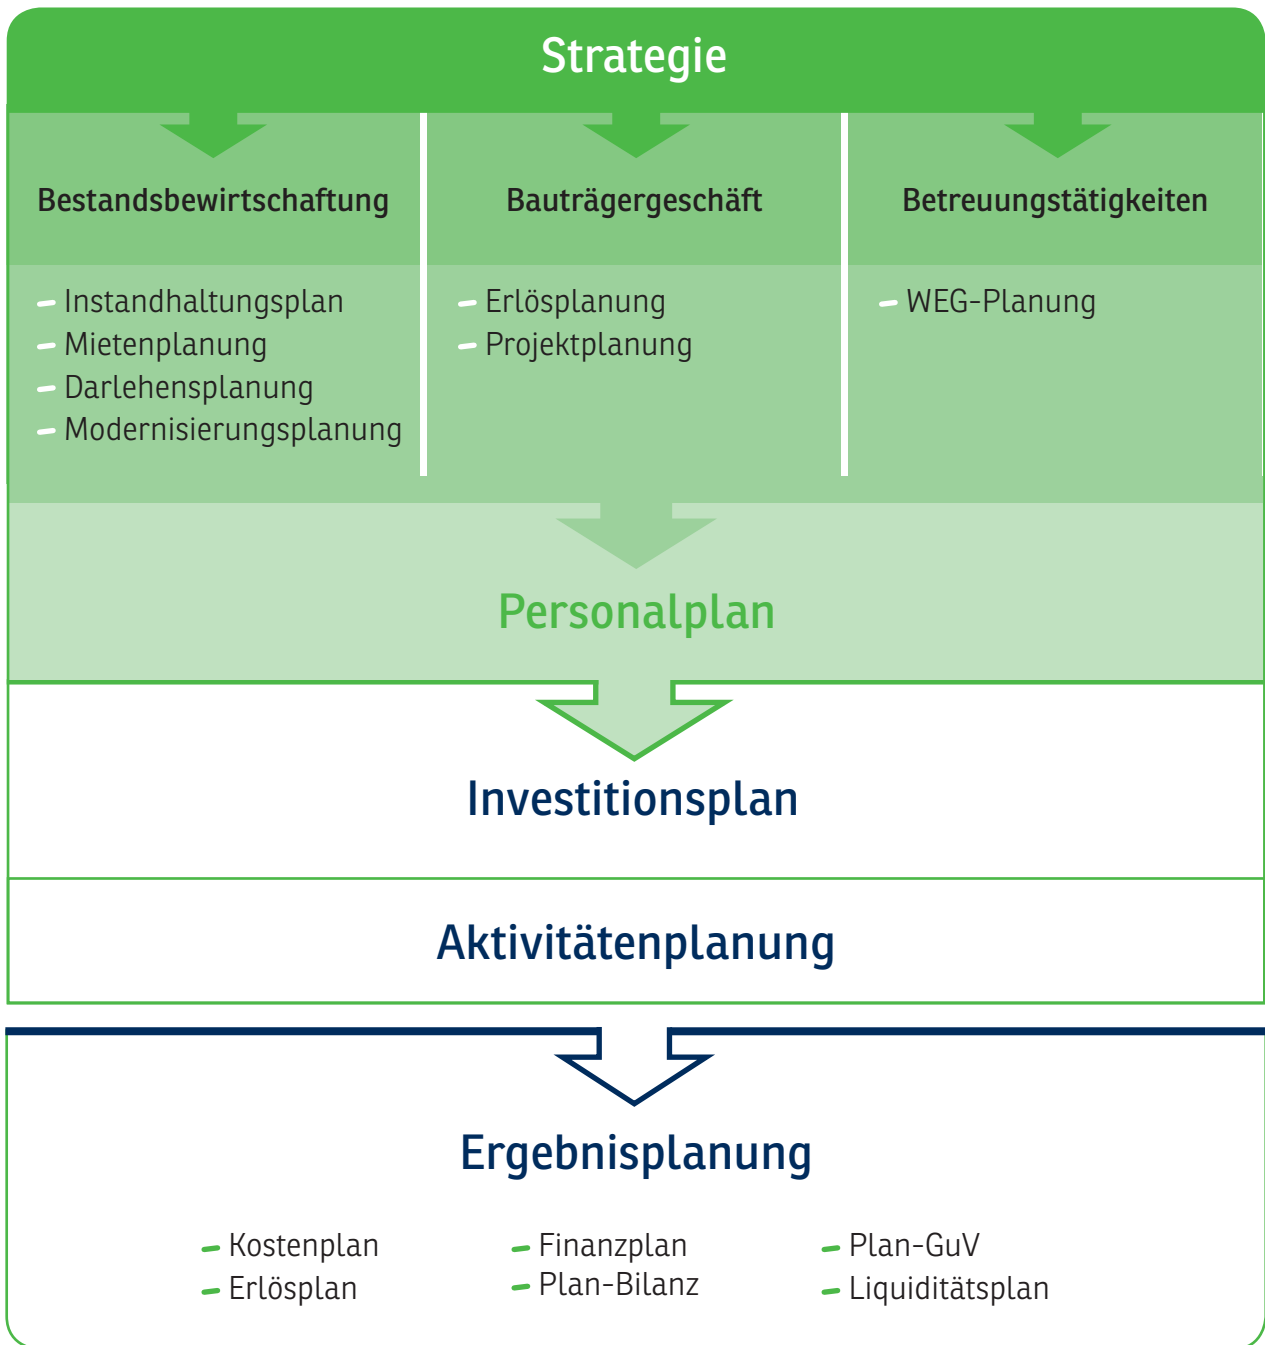 Strategie
Bestandsbewirtschaftung
– Instandhaltungsplan
– Mietenplanung
– Darlehensplanung
– Modernisierungsplanung
Bauträgergeschäft
– Erlösplanung
– Projektplanung
Betreuungstätigkeiten
– WEG-Planung
Personalplan
Investitionsplan
Aktivitätenplanung
Ergebnisplanung
– Kostenplan
– Erlösplan
– Finanzplan
– Plan-Bilanz
– Plan-GuV
– Liquiditätsplan